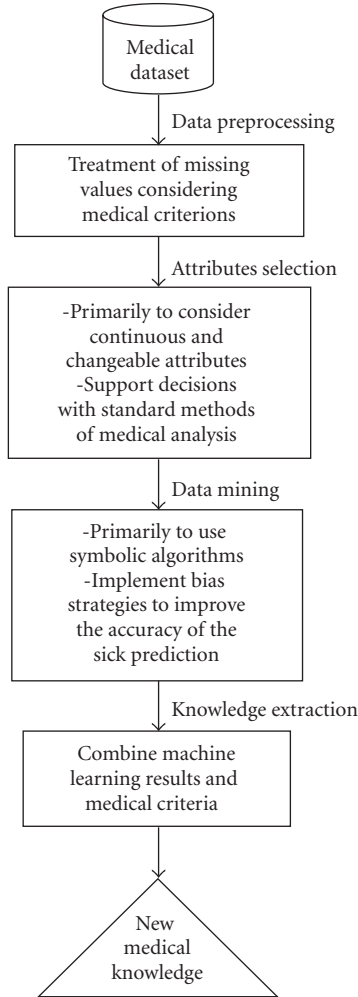 Medical
dataset
Data preprocessing
Treatment of missing
values considering
medical criterions
Attributes selection
-Primarily to consider
continuous and
changeable attributes
-Support decisions
with standard methods
of medical analysis
Data mining
-Primarily to use
symbolic algorithms
-Implement bias
strategies to improve
the accuracy of the
sick prediction
Knowledge extraction
Combine machine
learning results and
medical criteria
New
medical
knowledge